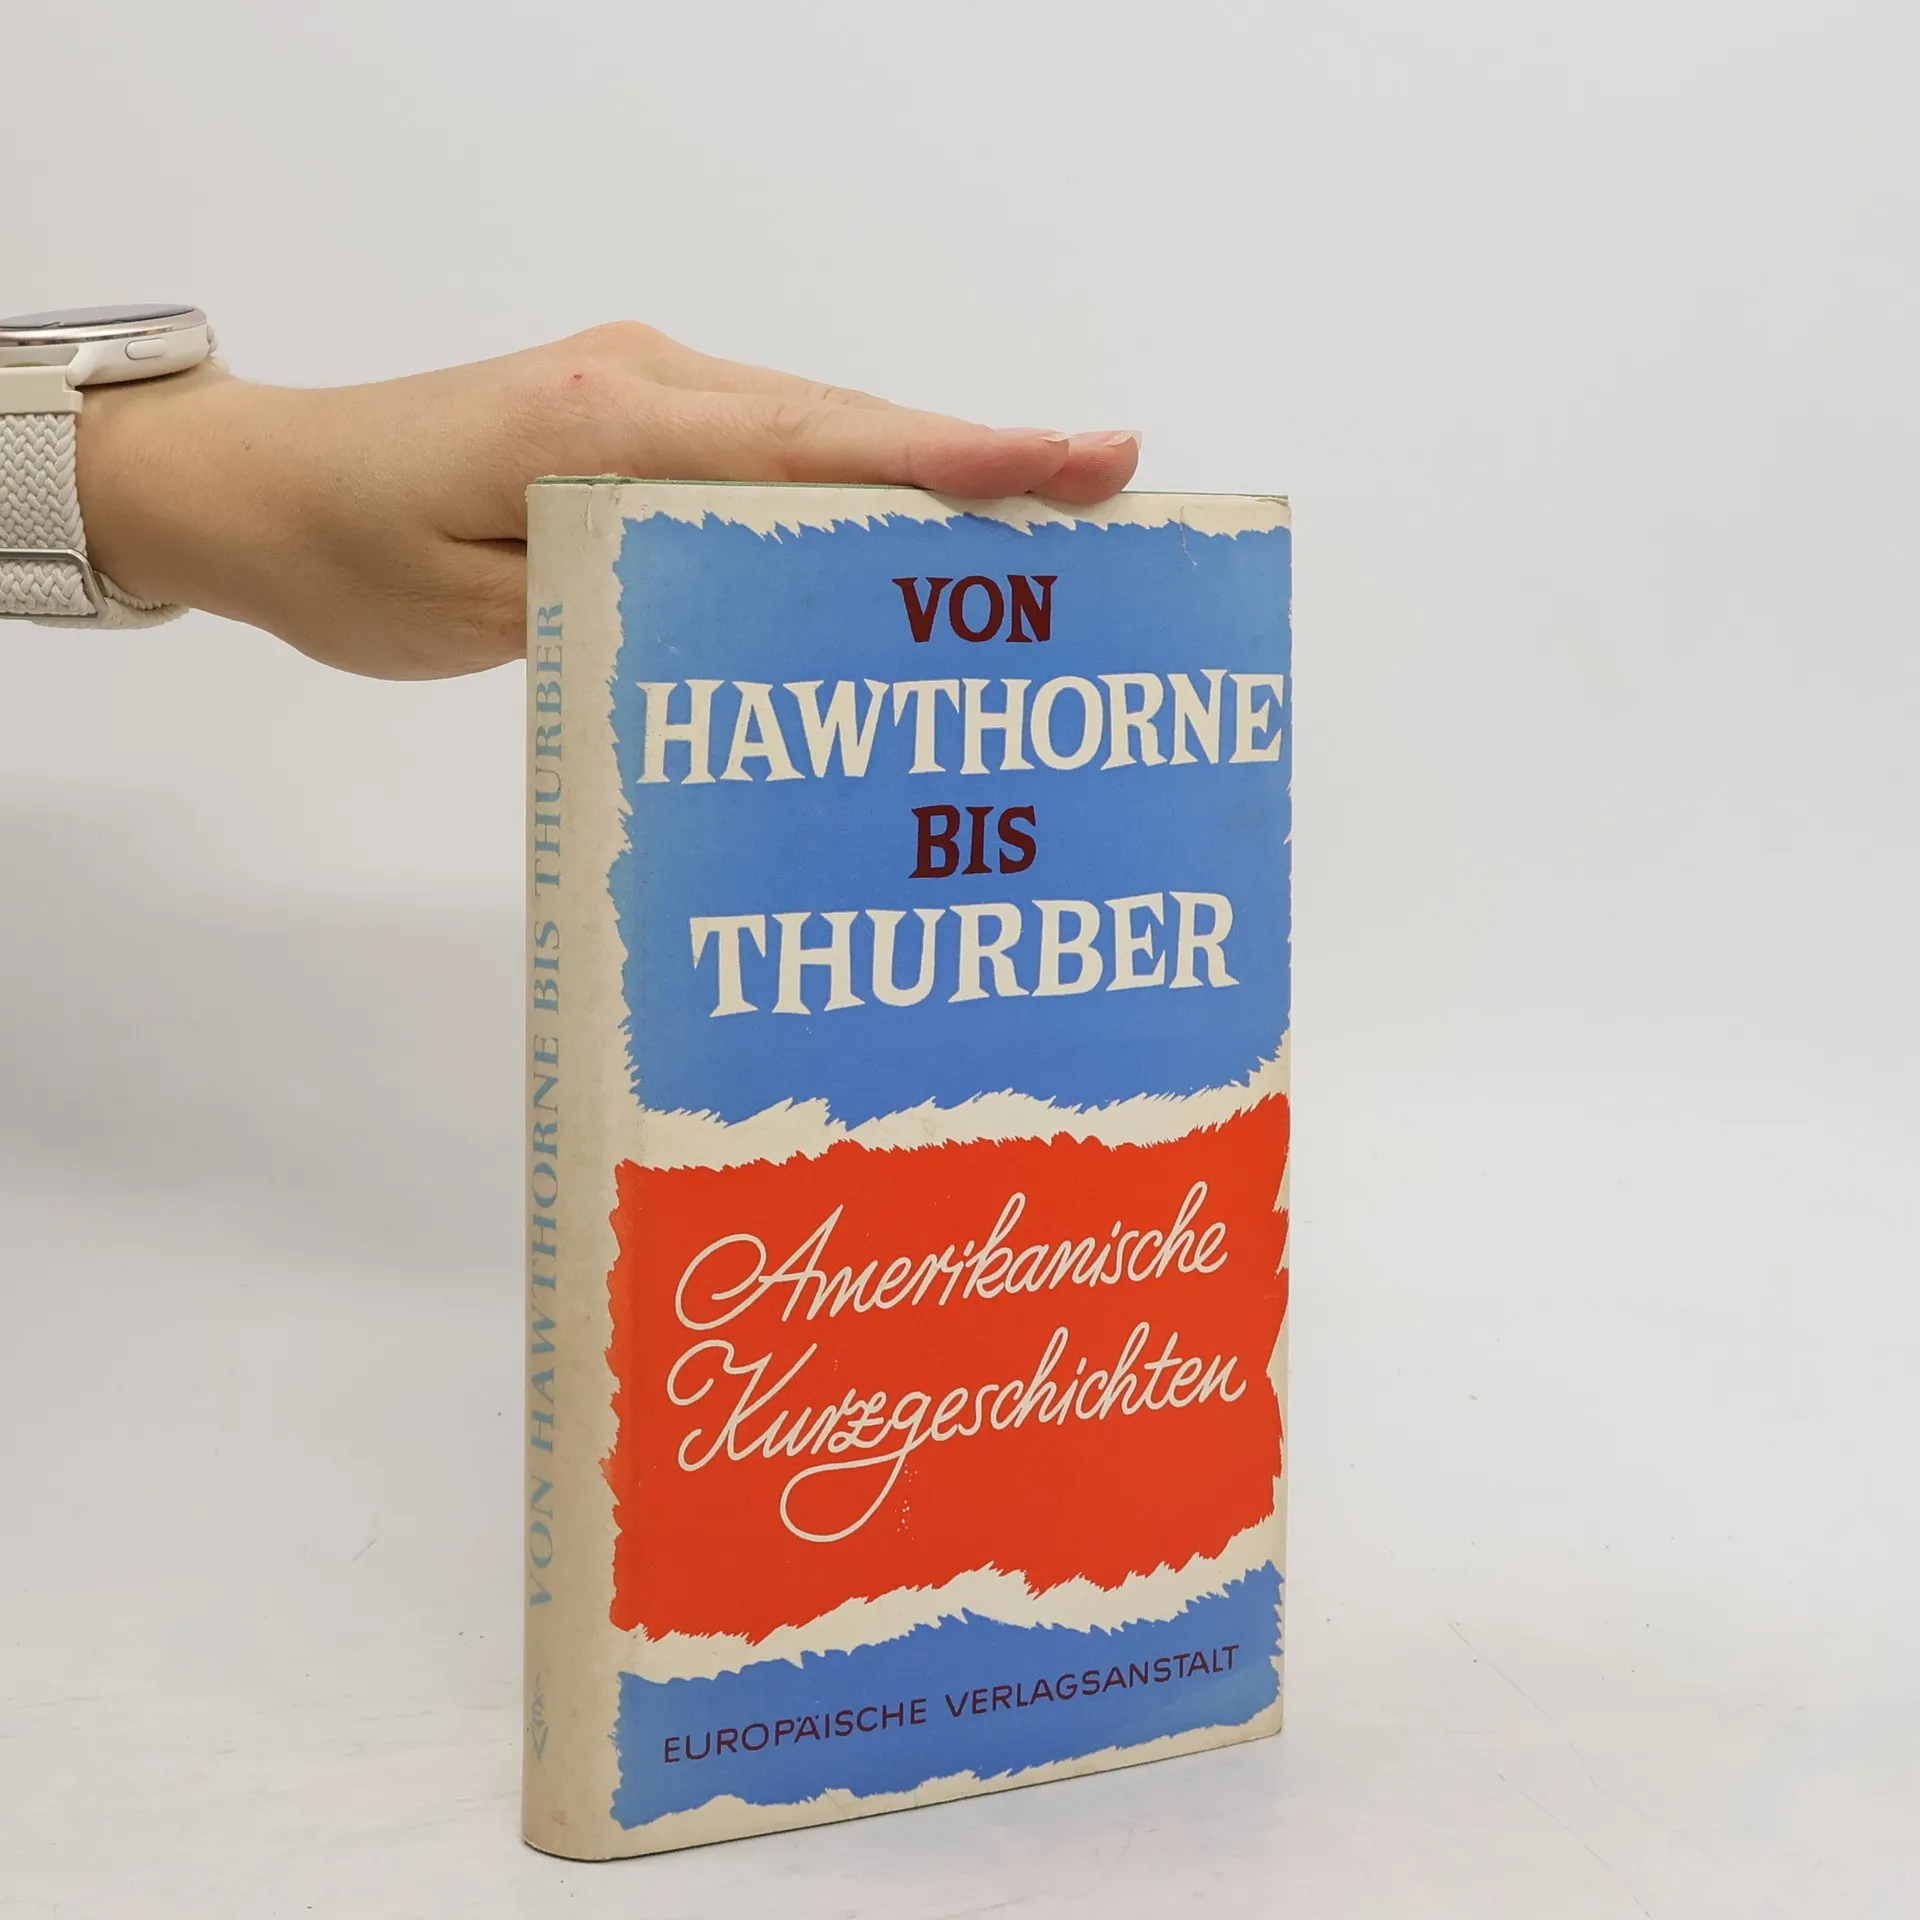 VON HAWTHORNE BIS THURBER
VON
HAWTHORNE
BIS
THURBER
Amerikanische
Kurzgeschichten
EUROPÄISCHE VERLAGSANSTALT